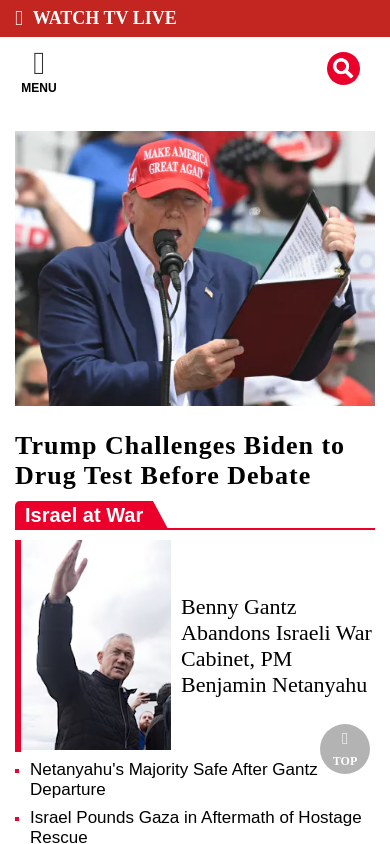 WATCH TV LIVE
MENU
MAKE AMERICA
GREAT AGAIN
Trump Challenges Biden to
Drug Test Before Debate
Israel at War
Benny Gantz
Abandons Israeli War
Cabinet, PM
Benjamin Netanyahu
TOP
Netanyahu's Majority Safe After Gantz
Departure
Israel Pounds Gaza in Aftermath of Hostage
Rescue